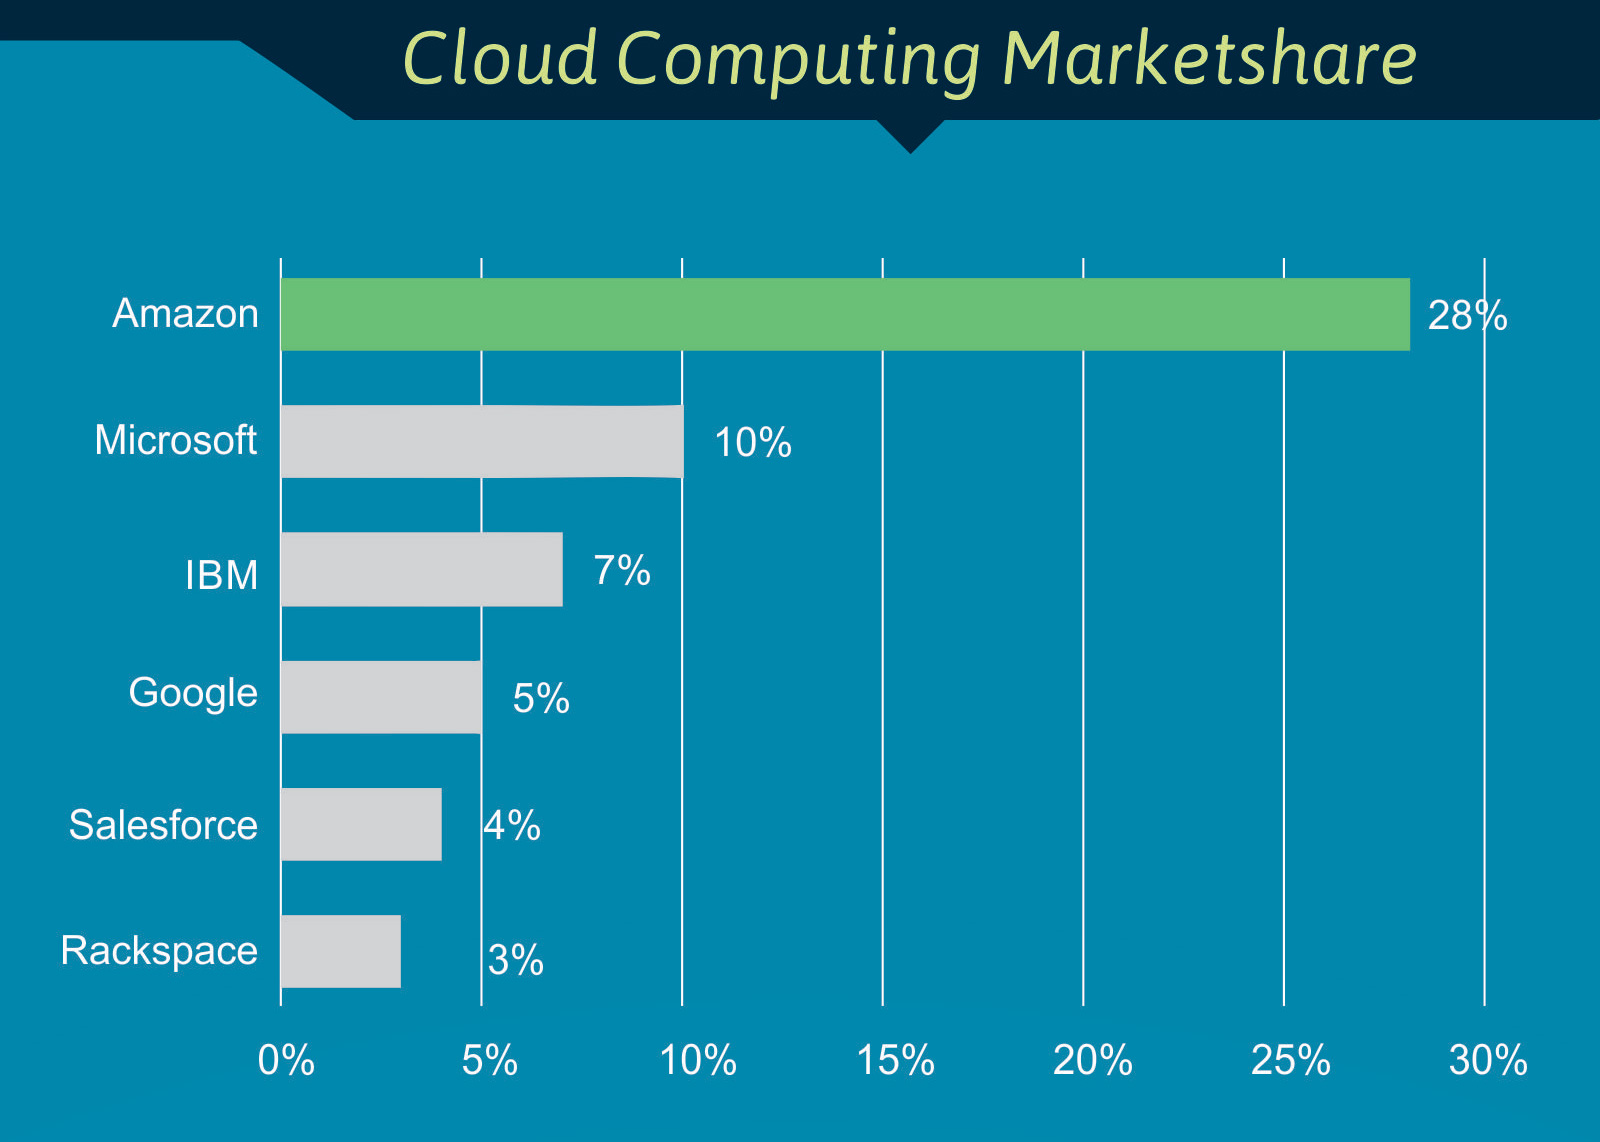 Cloud Computing Marketshare
Amazon 28%
Microsoft 10%
IBM 7%
Google 5%
Salesforce 4%
Rackspace 3%
0% 5% 10% 15% 20% 25% 30%